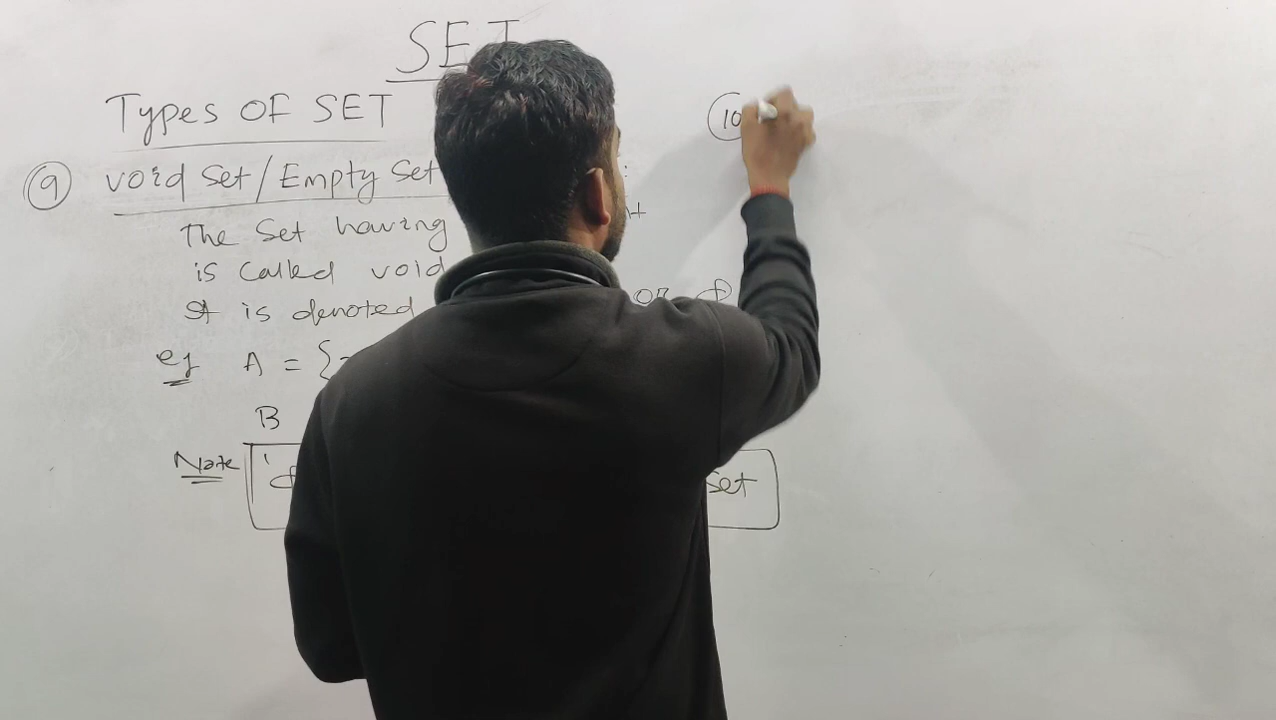 SET
Types OF SET
9 void Set/Empty Set
The Set having
is called void
It is denoted or φ
eg A = {
B
Note set
10